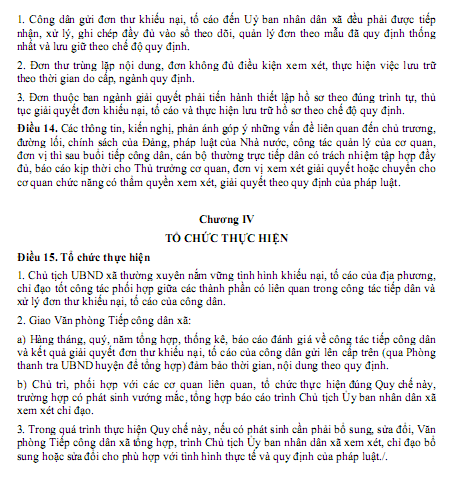 1. Công dân gửi đơn thư khiếu nại, tố cáo đến Uỷ ban nhân dân xã đều phải được tiếp
nhận, xử lý, ghi chép đầy đủ vào sổ theo dõi, quản lý đơn theo mẫu đã quy định thống
nhất và lưu giữ theo chế độ quy định.
2. Đơn thư trùng lặp nội dung, đơn không đủ điều kiện xem xét, thực hiện việc lưu trữ
theo thời gian do cấp, ngành quy định.
3. Đơn thuộc ban ngành giải quyết phải tiến hành thiết lập hồ sơ theo đúng trình tự, thủ
tục giải quyết đơn khiếu nại, tố cáo và thực hiện lưu trữ hồ sơ theo chế độ quy định.
Điều 14. Các thông tin, kiến nghị, phản ánh góp ý những vấn đề liên quan đến chủ trương,
đường lối, chính sách của Đảng, pháp luật của Nhà nước, công tác quản lý của cơ quan,
đơn vị thì sau buổi tiếp công dân, cán bộ thường trực tiếp dân có trách nhiệm tập hợp đầy
đủ, báo cáo kịp thời cho Thủ trưởng cơ quan, đơn vị xem xét giải quyết hoặc chuyển cho
cơ quan chức năng có thẩm quyền xem xét, giải quyết theo quy định của pháp luật.
Chương IV
TỔ CHỨC THỰC HIỆN
Điều 15. Tổ chức thực hiện
1. Chủ tịch UBND xã thường xuyên nắm vững tình hình khiếu nại, tố cáo của địa phương,
chỉ đạo tốt công tác phối hợp giữa các thành phần có liên quan trong công tác tiếp dân và
xử lý đơn thư khiếu nại, tố cáo của công dân.
2. Giao Văn phòng Tiếp công dân xã:
a) Hàng tháng, quý, năm tổng hợp, thống kê, báo cáo đánh giá về công tác tiếp công dân
và kết quả giải quyết đơn thư khiếu nại, tố cáo của công dân gửi lên cấp trên (qua Phòng
thanh tra UBND huyện để tổng hợp) đảm bảo thời gian, nội dung theo quy định.
b) Chủ trì, phối hợp với các cơ quan liên quan, tổ chức thực hiện đúng Quy chế này,
trường hợp có phát sinh vướng mắc, tổng hợp báo cáo trình Chủ tịch Ủy ban nhân dân xã
xem xét chỉ đạo.
3. Trong quá trình thực hiện Quy chế này, nếu có phát sinh cần phải bổ sung, sửa đổi, Văn
phòng Tiếp công dân xã tổng hợp, trình Chủ tịch Ủy ban nhân dân xã xem xét, chỉ đạo bổ
sung hoặc sửa đổi cho phù hợp với tình hình thực tế và quy định của pháp luật./.